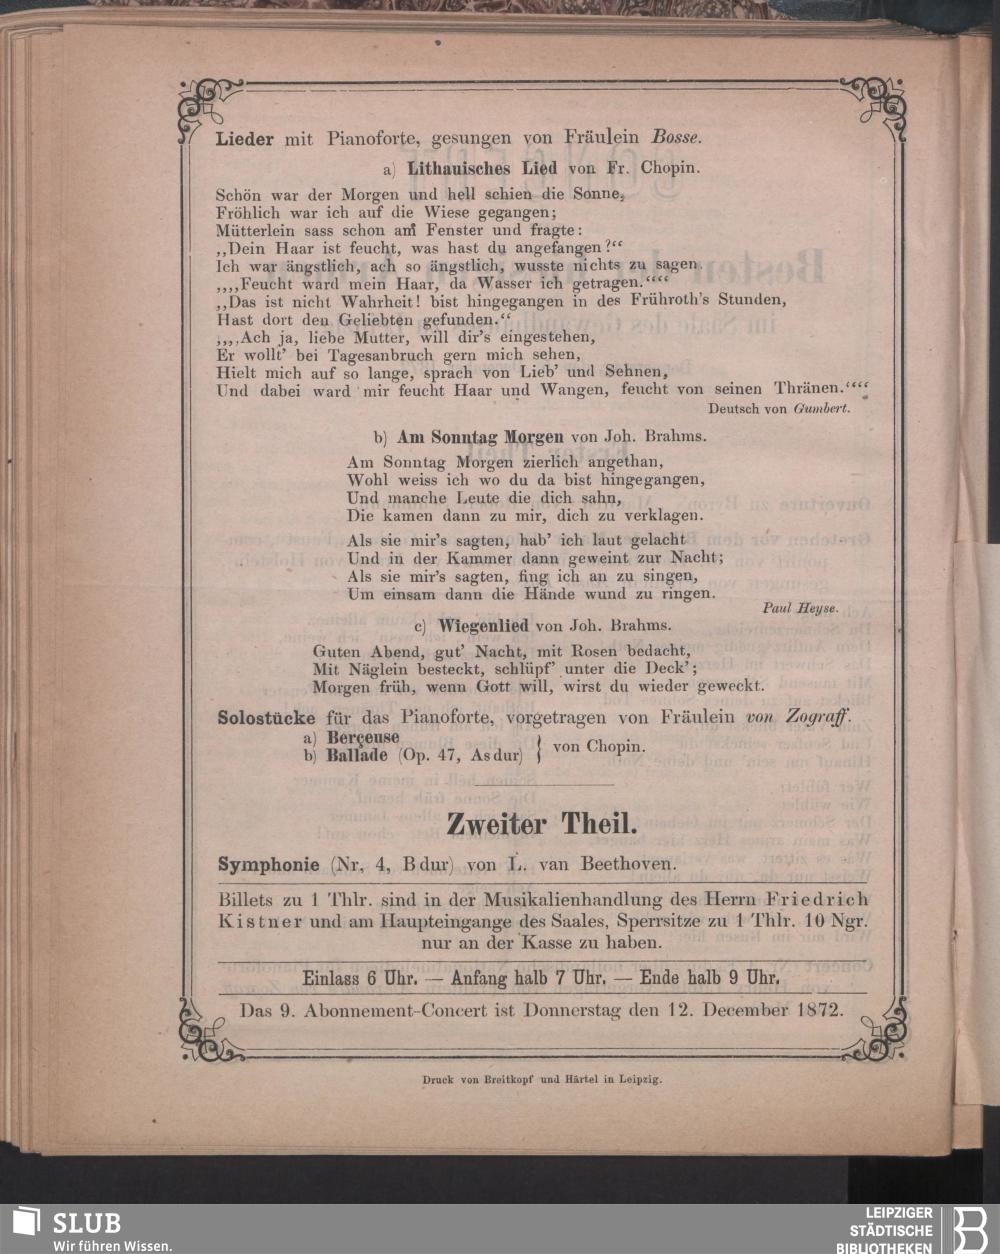 Lieder mit Pianoforte, gesungen von Fräulein Bosse.
a) Lithauisches Lied von Fr. Chopin.
Schön war der Morgen und hell schien die Sonne,
Fröhlich war ich auf die Wiese gegangen;
Mütterlein sass schon am Fenster und fragte:
„Dein Haar ist feucht, was hast du angefangen?“
Ich war ängstlich, ach so ängstlich, wusste nichts zu sagen.
„„Feucht ward mein Haar, da Wasser ich getragen.““
„Das ist nicht Wahrheit! bist hingegangen in des Frühroth's Stunden,
Hast dort den Geliebten gefunden.“
„„Ach ja, liebe Mutter, will dir's eingestehen,
Er wollt' bei Tagesanbruch gern mich sehen,
Hielt mich auf so lange, sprach von Lieb' und Sehnen,
Und dabei ward mir feucht Haar und Wangen, feucht von seinen Thränen.““
Deutsch von Gumbert.
b) Am Sonntag Morgen von Joh. Brahms.
Am Sonntag Morgen zierlich angethan,
Wohl weiss ich wo du da bist hingegangen,
Und manche Leute die dich sahn,
Die kamen dann zu mir, dich zu verklagen.
Als sie mir's sagten, hab' ich laut gelacht
Und in der Kammer dann geweint zur Nacht;
Als sie mir's sagten, fing ich an zu singen,
Um einsam dann die Hände wund zu ringen.
Paul Heyse.
c) Wiegenlied von Joh. Brahms.
Guten Abend, gut' Nacht, mit Rosen bedacht,
Mit Näglein besteckt, schlüpf' unter die Deck';
Morgen früh, wenn Gott will, wirst du wieder geweckt.
Solostücke für das Pianoforte, vorgetragen von Fräulein von Zograff.
a) Berçeuse
b) Ballade (Op. 47, Asdur) } von Chopin.
Zweiter Theil.
Symphonie (Nr. 4, Bdur) von L. van Beethoven.
Billets zu 1 Thlr. sind in der Musikalienhandlung des Herrn Friedrich
Kistner und am Haupteingange des Saales, Sperrsitze zu 1 Thlr. 10 Ngr.
nur an der Kasse zu haben.
Einlass 6 Uhr. — Anfang halb 7 Uhr. — Ende halb 9 Uhr.
Das 9. Abonnement-Concert ist Donnerstag den 12. December 1872.
Druck von Breitkopf und Härtel in Leipzig.
SLUB
Wir führen Wissen.
LEIPZIGER
STÄDTISCHE
BIBLIOTHEKEN